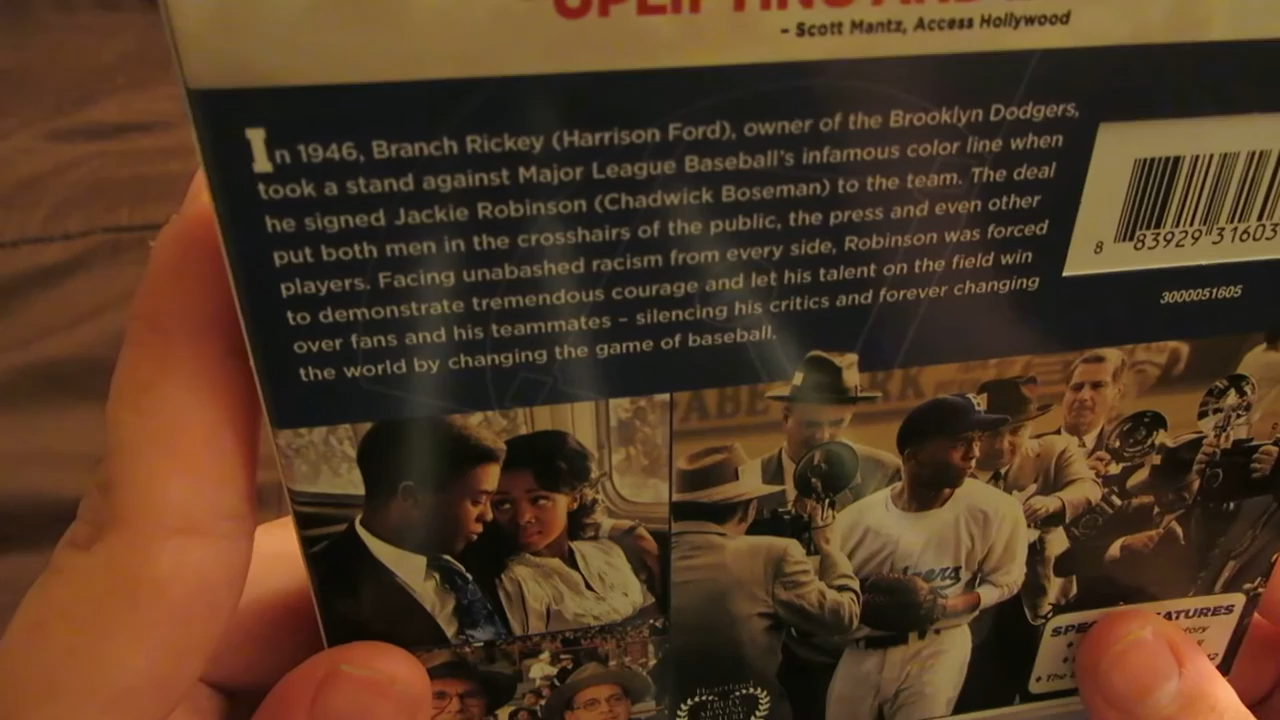 UPLIFTING AND
– Scott Mantz, Access Hollywood
In 1946, Branch Rickey (Harrison Ford), owner of the Brooklyn Dodgers,
took a stand against Major League Baseball's infamous color line when
he signed Jackie Robinson (Chadwick Boseman) to the team. The deal
put both men in the crosshairs of the public, the press and even other
players. Facing unabashed racism from every side, Robinson was forced
to demonstrate tremendous courage and let his talent on the field win
over fans and his teammates – silencing his critics and forever changing
the world by changing the game of baseball.
8 83929 31603
3000051605
Heartland
TRULY
MOVING